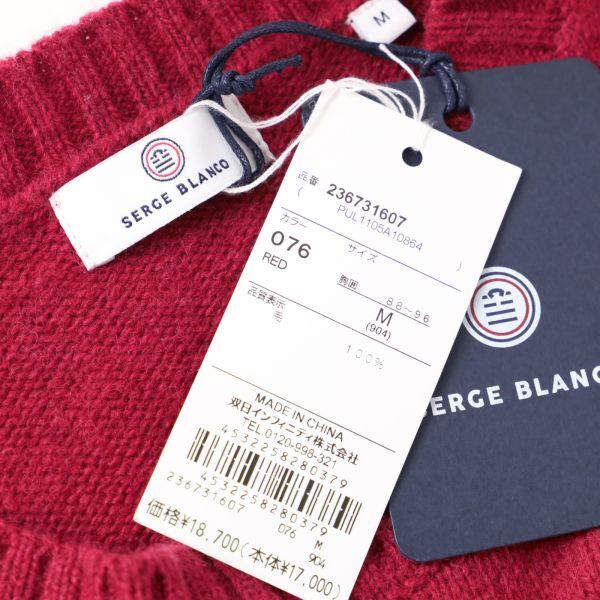 M
SERGE BLANCO
品番 236731607
( PUL1105A10864 )
カラー サイズ
076
RED
胸囲 88~96
M
(904)
品質表示
毛 100%
MADE IN CHINA
双日インフィニティ株式会社
TEL:0120-898-321
4532258280379
4532258280379
236731607 076 M 904
価格¥18,700(本体¥17,000)
SERGE BLANCO